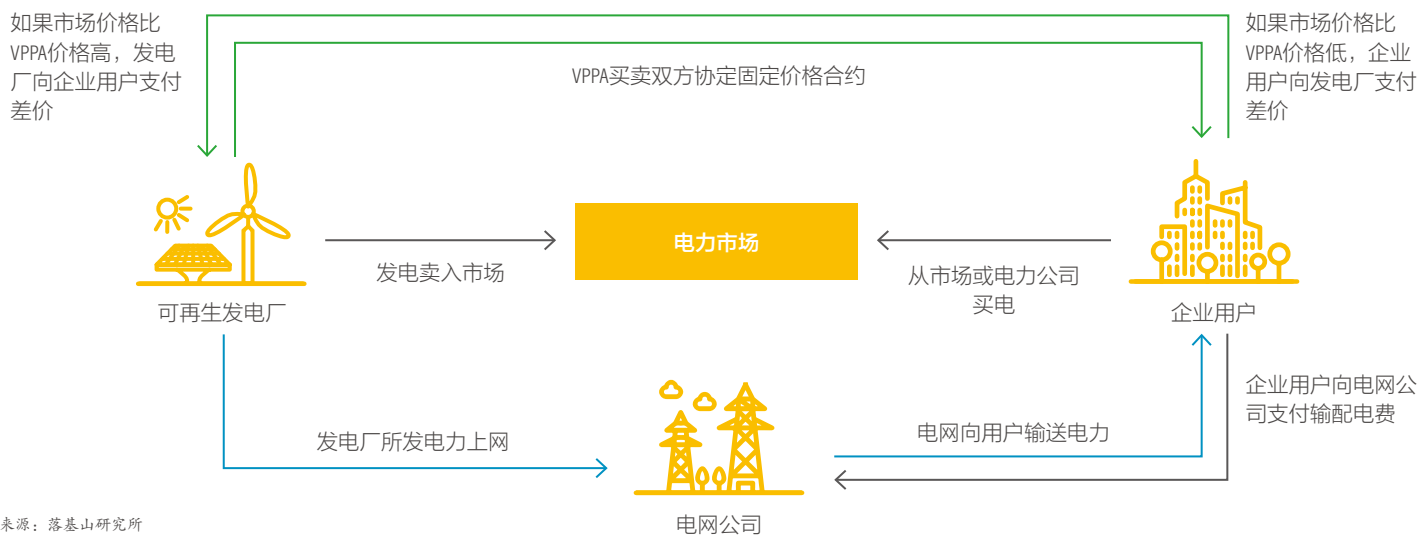 如果市场价格比
VPPA价格高，发电
厂向企业用户支付
差价
VPPA买卖双方协定固定价格合约
如果市场价格比
VPPA价格低，企业
用户向发电厂支付
差价
电力市场
发电卖入市场
从市场或电力公司
买电
可再生发电厂
企业用户
企业用户向电网公
司支付输配电费
发电厂所发电力上网
电网向用户输送电力
电网公司
来源：落基山研究所